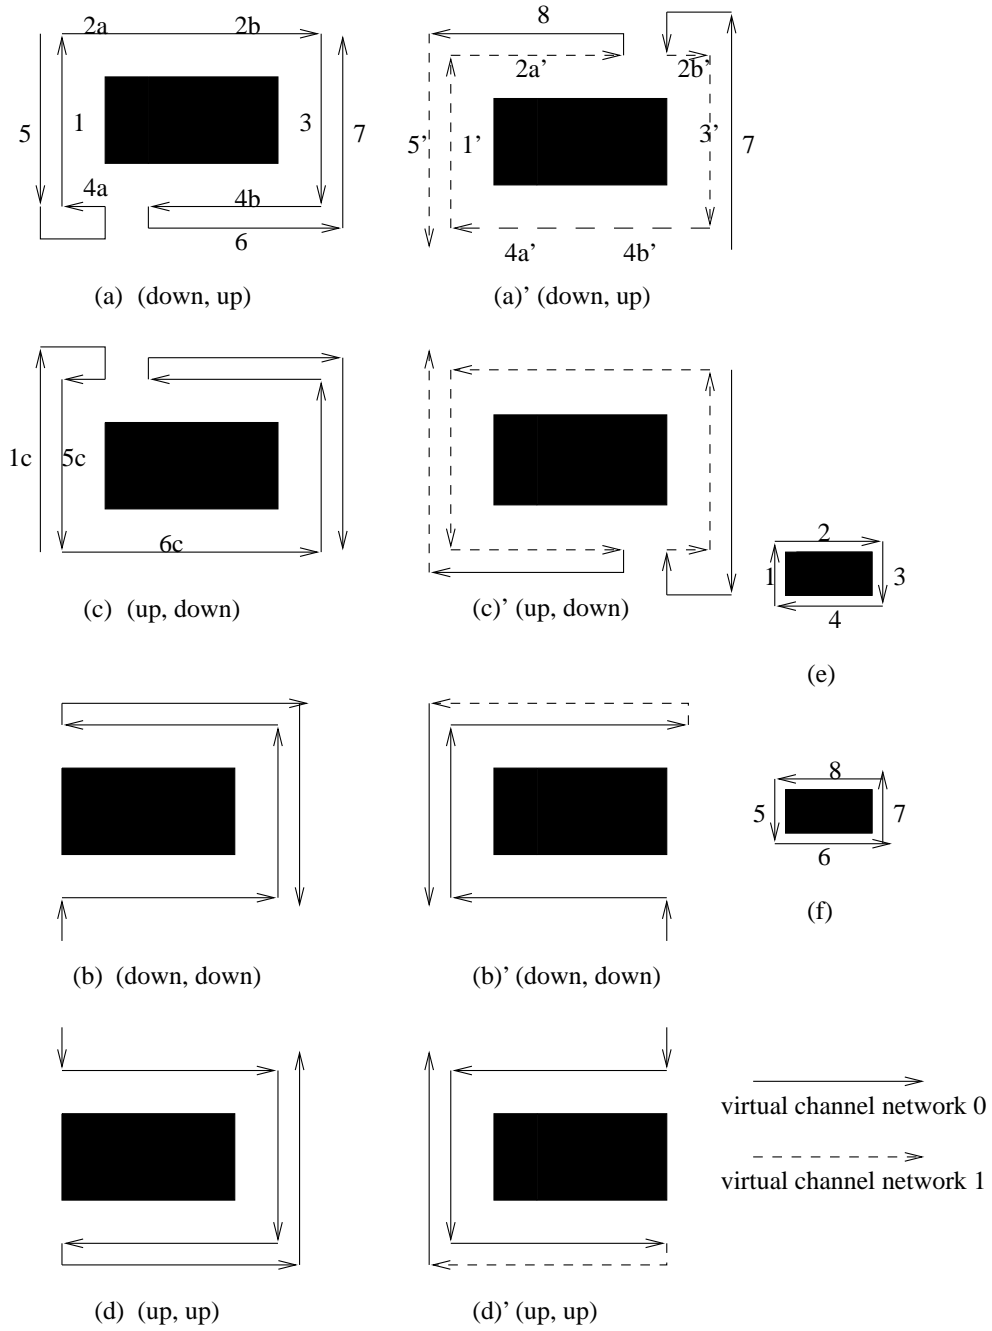 2a 2b 8
2a’ 2b’
5 1 3 7 5’ 1’ 3’ 7
4a 4b
6 4a’ 4b’
(a) (down, up) (a)’ (down, up)
1c 5c
6c 2
1 3
(c) (up, down) (c)’ (up, down) 4
(e)
8
5 7
6
(f)
(b) (down, down) (b)’ (down, down)
virtual channel network 0
virtual channel network 1
(d) (up, up) (d)’ (up, up)